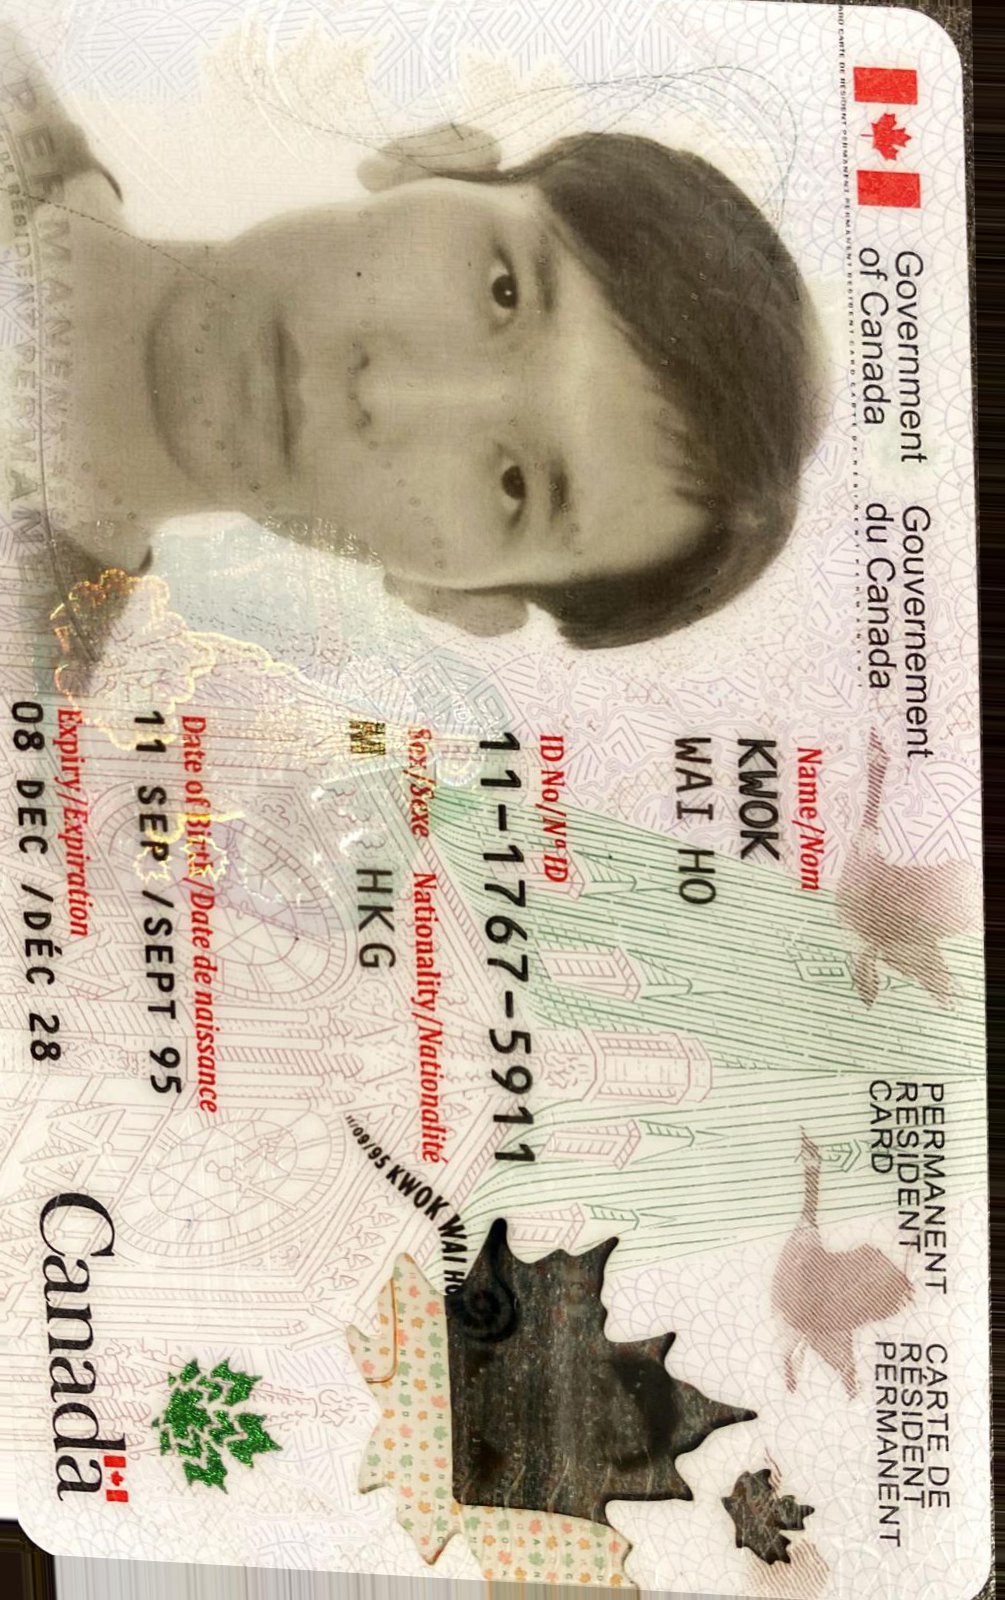 Government of Canada
Gouvernement du Canada
PERMANENT RESIDENT CARD
CARTE DE RÉSIDENT PERMANENT
Name/Nom
KWOK
WAI HO
ID No/Nº ID
11-1767-5911
Sex/Sexe Nationality/Nationalité
M HKG
Date of Birth/Date de naissance
11 SEP /SEPT 95
Expiry/Expiration
08 DEC /DÉC 28
11/09/95 KWOK WAI HO
Canada